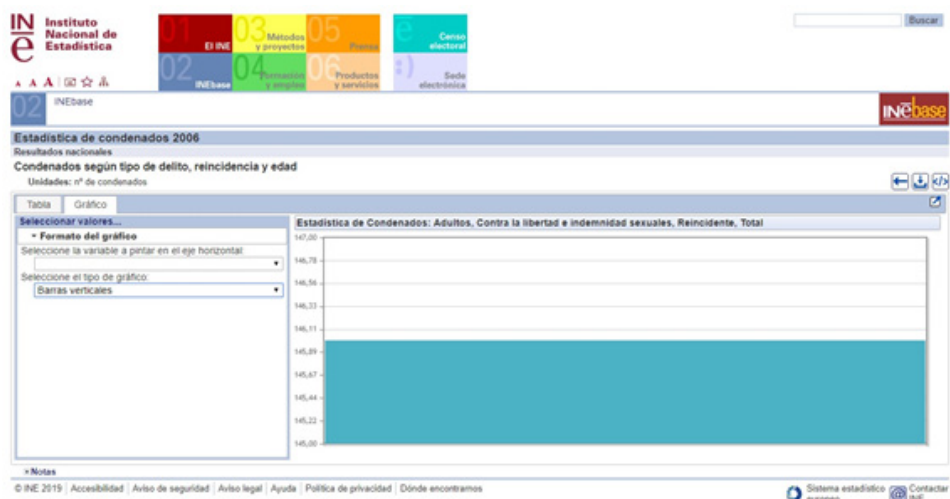 INe
Instituto
Nacional de
Estadística
01 El INE
03 Métodos
y proyectos
05 Prensa
Censo
electoral
02 INEbase
04 Formación
y empleo
06 Productos
y servicios
:) Sede
electrónica
Buscar
A A A
02 INEbase
INēbase
Estadística de condenados 2006
Resultados nacionales
Condenados según tipo de delito, reincidencia y edad
Unidades: nº de condenados
Tabla Gráfico
Seleccionar valores...
Formato del gráfico
Seleccione la variable a pintar en el eje horizontal:
Seleccione el tipo de gráfico:
Barras verticales
Estadística de Condenados: Adultos, Contra la libertad e indemnidad sexuales, Reincidente, Total
147,00
146,78
146,56
146,33
146,11
145,89
145,67
145,44
145,22
145,00
Notas
© INE 2019 Accesibilidad Aviso de seguridad Aviso legal Ayuda Política de privacidad Dónde encontrarnos
Sistema estadístico
europeo
Contactar
INE